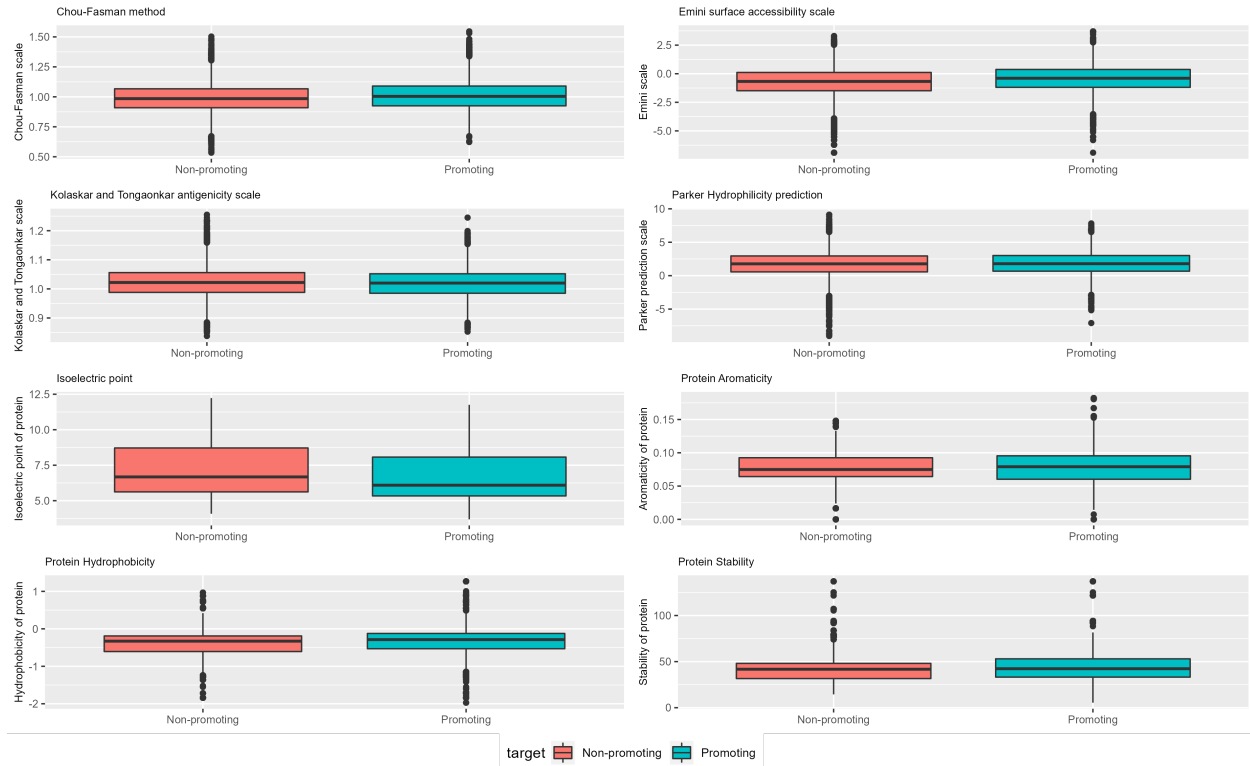 Chou-Fasman method
Chou-Fasman scale
1.50
1.25
1.00
0.75
0.50
Non-promoting
Promoting
Emini surface accessibility scale
Emini scale
2.5
0.0
-2.5
-5.0
Non-promoting
Promoting
Kolaskar and Tongaonkar antigenicity scale
Kolaskar and Tongaonkar scale
1.2
1.1
1.0
0.9
Non-promoting
Promoting
Parker Hydrophilicity prediction
Parker prediction scale
10
5
0
-5
Non-promoting
Promoting
Isoelectric point
Isoelectric point of protein
12.5
10.0
7.5
5.0
Non-promoting
Promoting
Protein Aromaticity
Aromaticity of protein
0.15
0.10
0.05
0.00
Non-promoting
Promoting
Protein Hydrophobicity
Hydrophobicity of protein
1
0
-1
-2
Non-promoting
Promoting
Protein Stability
Stability of protein
100
50
0
Non-promoting
Promoting
target Non-promoting Promoting